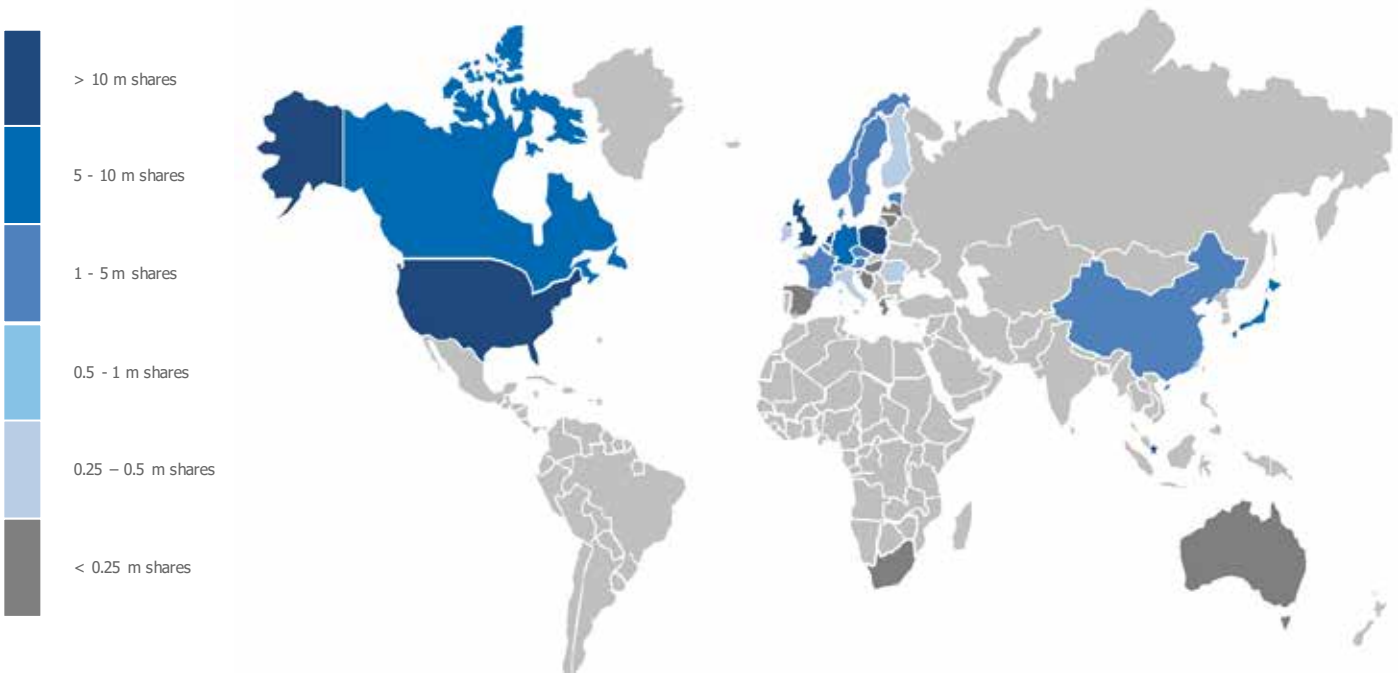 > 10 m shares
5 - 10 m shares
1 - 5 m shares
0.5 - 1 m shares
0.25 – 0.5 m shares
< 0.25 m shares